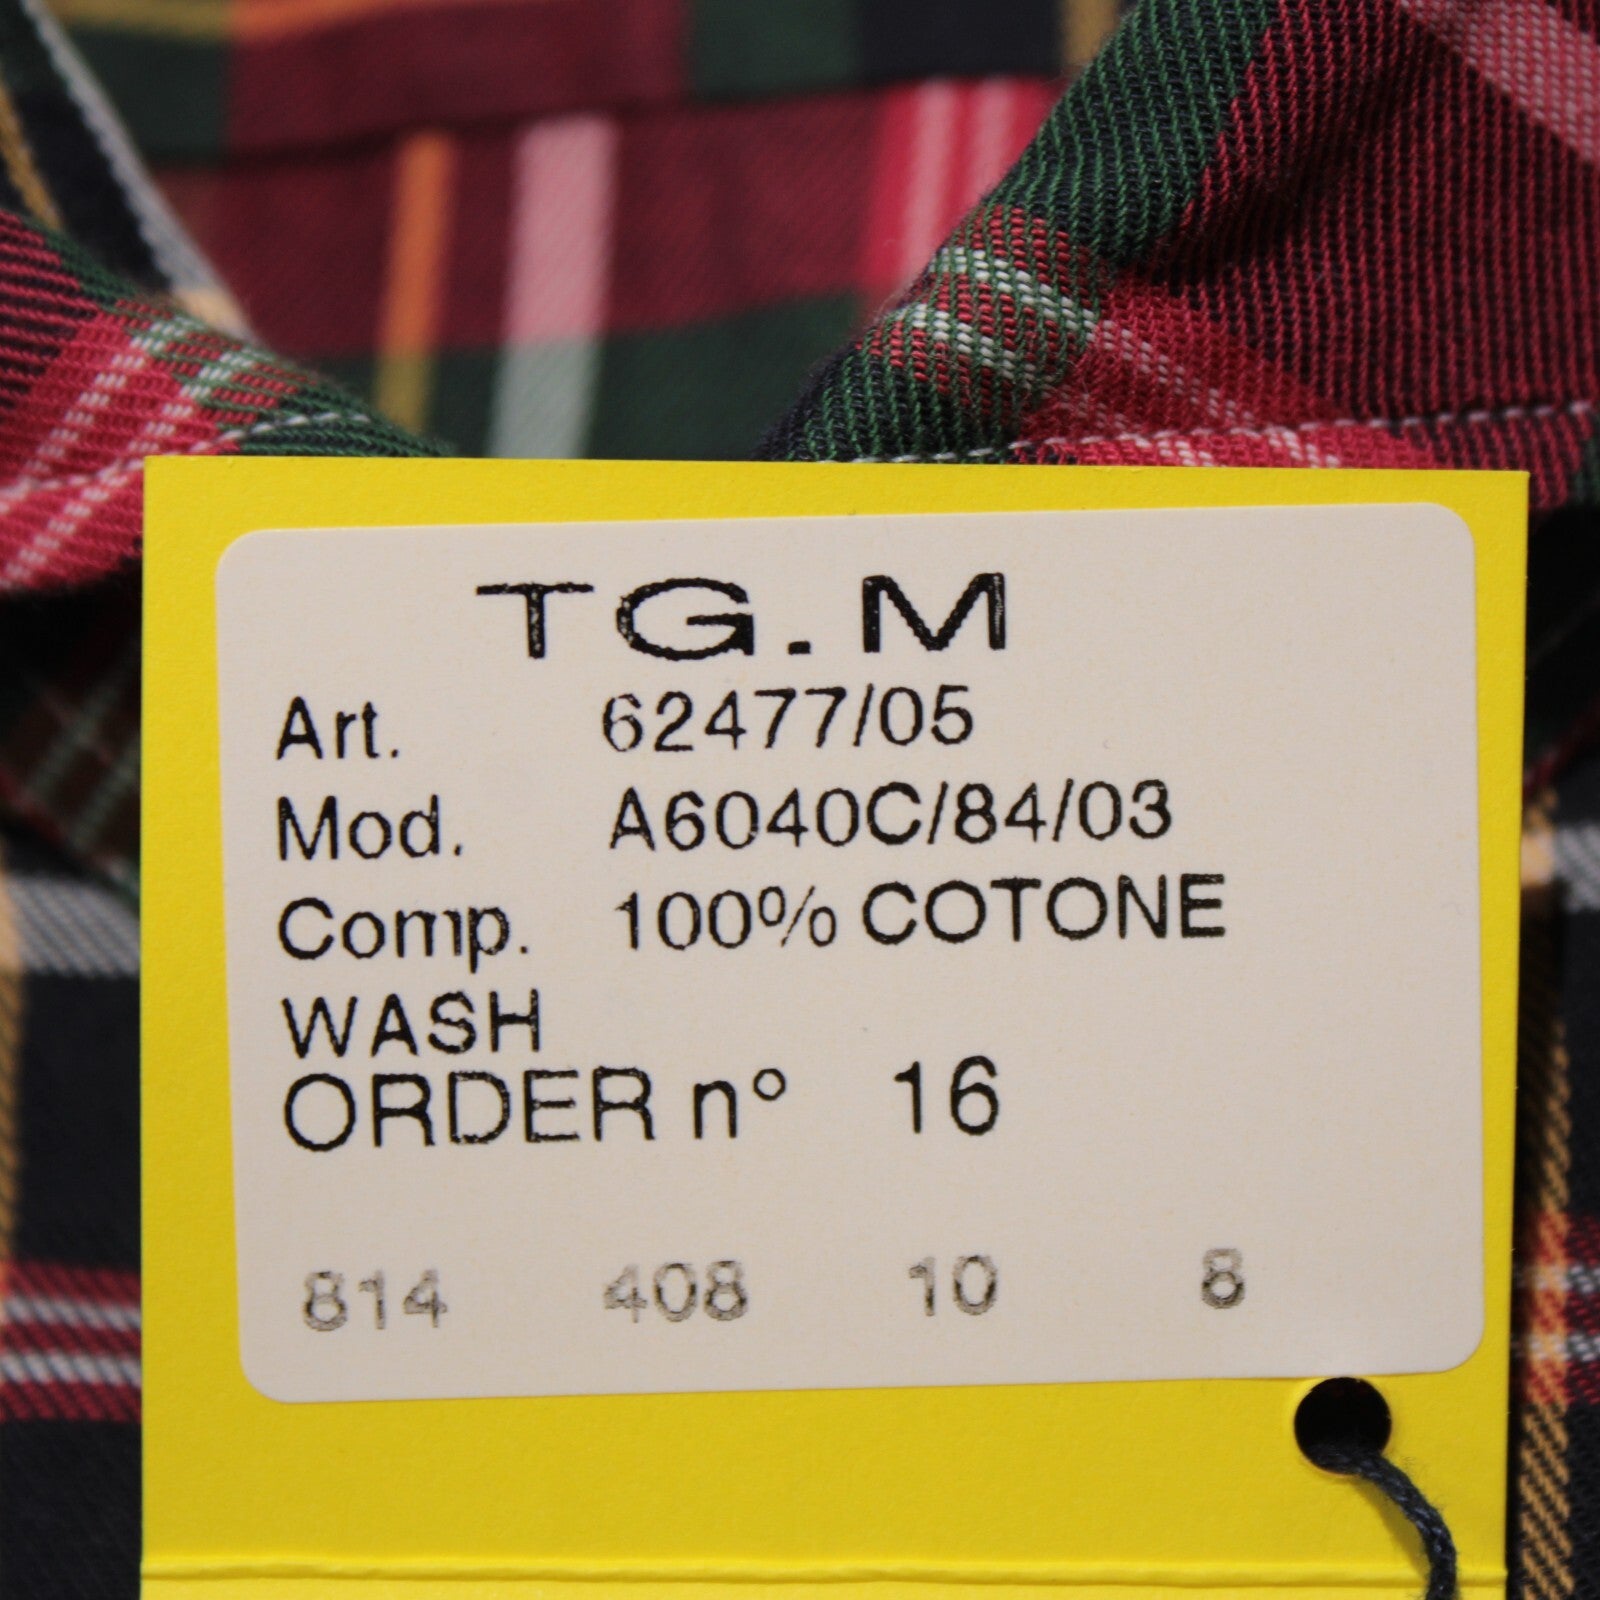 TG.M
Art. 62477/05
Mod. A6040C/84/03
Comp. 100% COTONE
WASH
ORDER n° 16
814 408 10 8